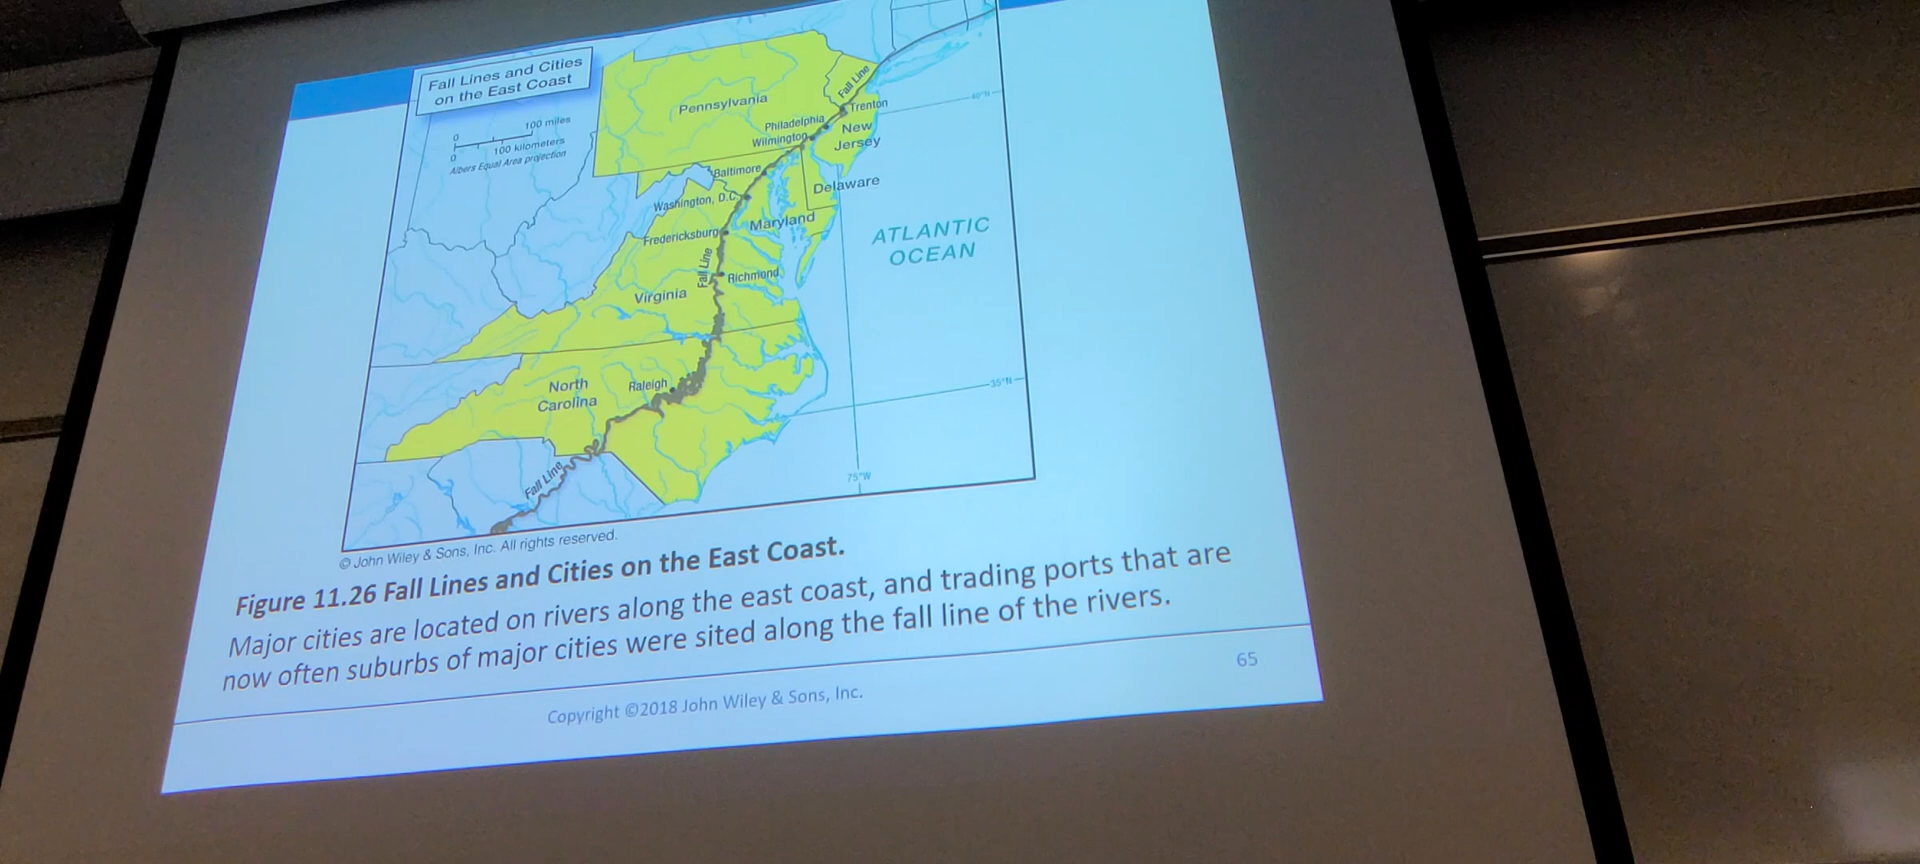 Fall Lines and Cities
on the East Coast
0 100 miles
0 100 kilometers
Albers Equal Area projection
Pennsylvania
Fall Line
Trenton
Philadelphia
New
Jersey
Wilmington
40°N
Baltimore
Delaware
Washington, D.C.
Maryland
Fredericksburg
ATLANTIC
OCEAN
Fall Line
Richmond
Virginia
North
Carolina
Raleigh
35°N
Fall Line
75°W
© John Wiley & Sons, Inc. All rights reserved.
Figure 11.26 Fall Lines and Cities on the East Coast.
Major cities are located on rivers along the east coast, and trading ports that are
now often suburbs of major cities were sited along the fall line of the rivers.
Copyright ©2018 John Wiley & Sons, Inc.
65